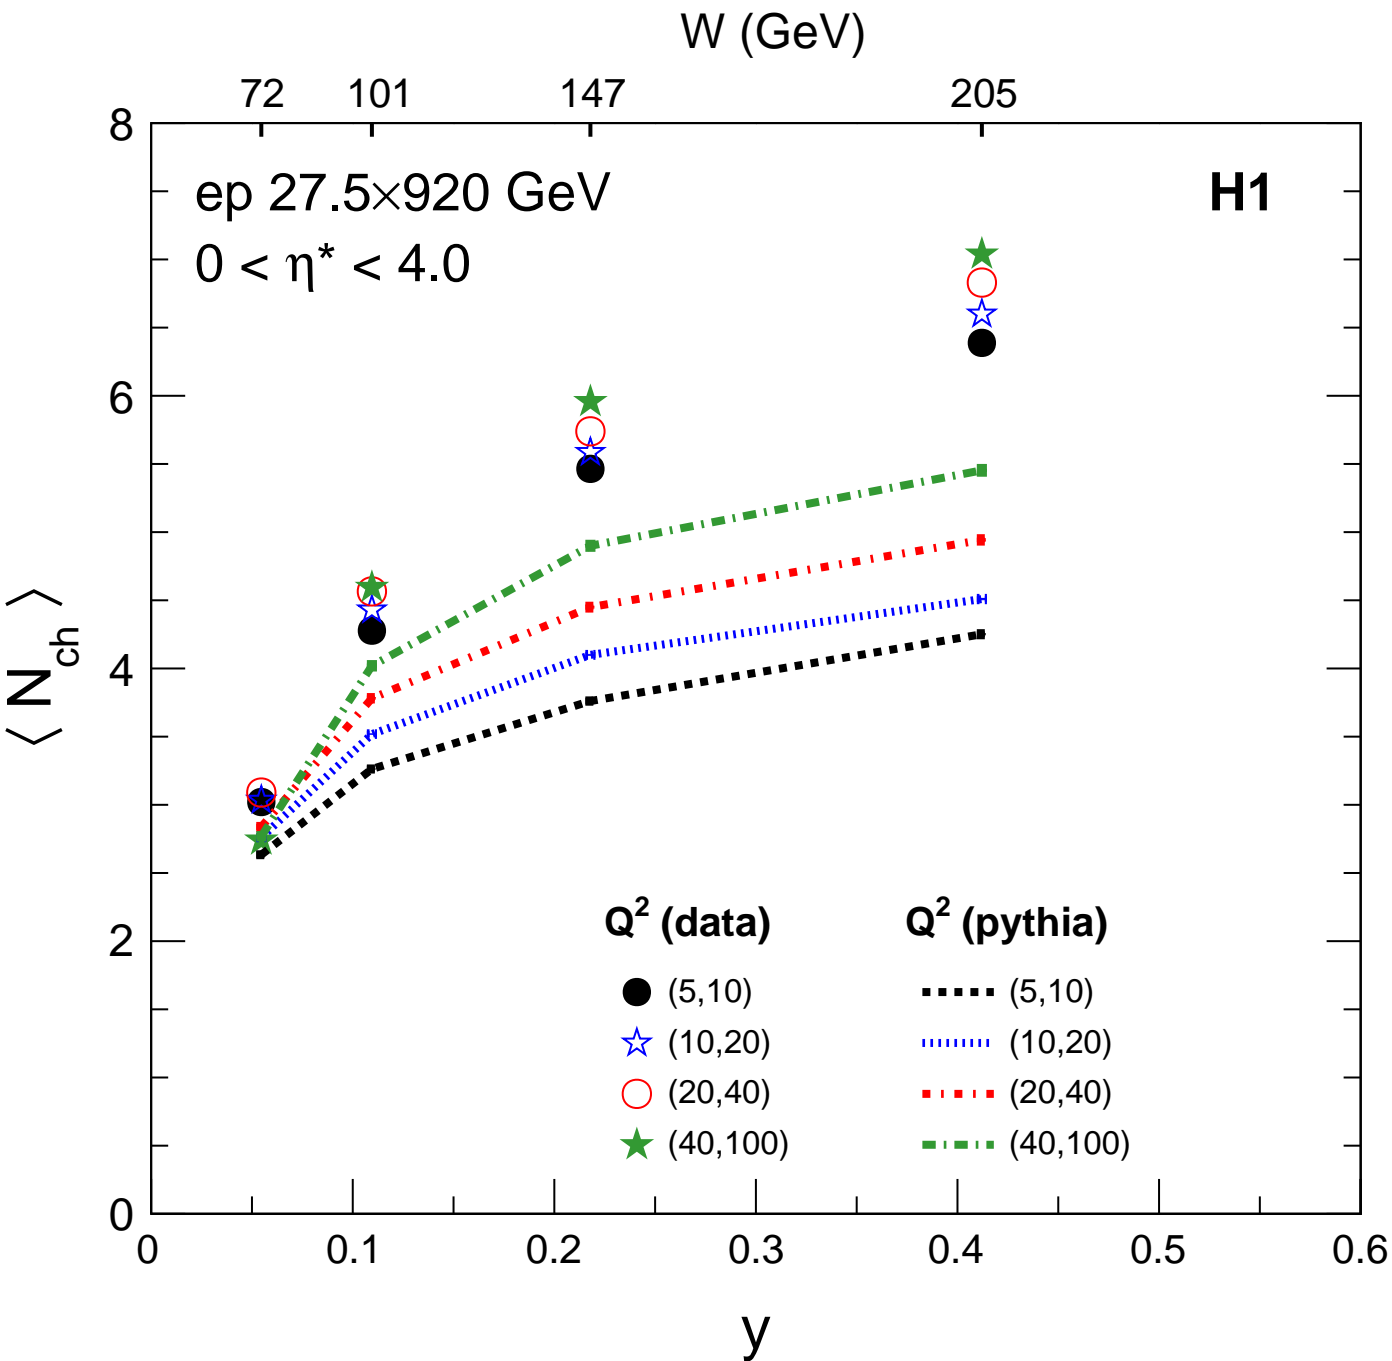 W (GeV)
72 101 147 205
8
ep 27.5×920 GeV
H1
0 < η* < 4.0
6
4
⟨ N_ch ⟩
2
0
Q² (data) Q² (pythia)
(5,10) (5,10)
(10,20) (10,20)
(20,40) (20,40)
(40,100) (40,100)
0 0.1 0.2 0.3 0.4 0.5 0.6
y